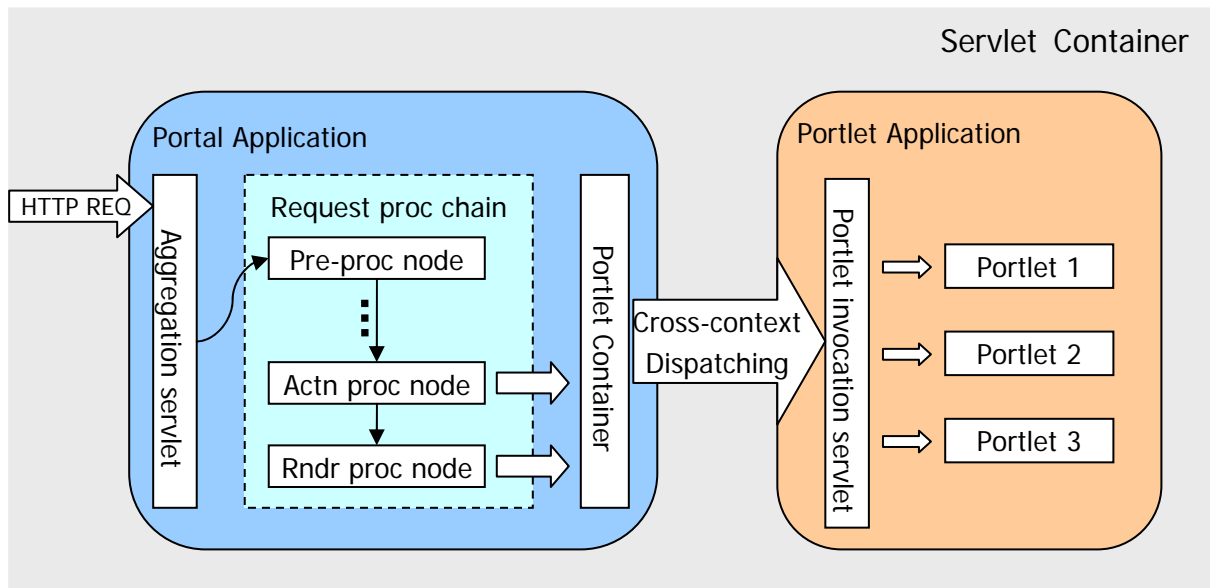 Servlet Container
Portal Application
HTTP REQ
Aggregation servlet
Request proc chain
Pre-proc node
Actn proc node
Rndr proc node
Portlet Container
Cross-context
Dispatching
Portlet Application
Portlet invocation servlet
Portlet 1
Portlet 2
Portlet 3